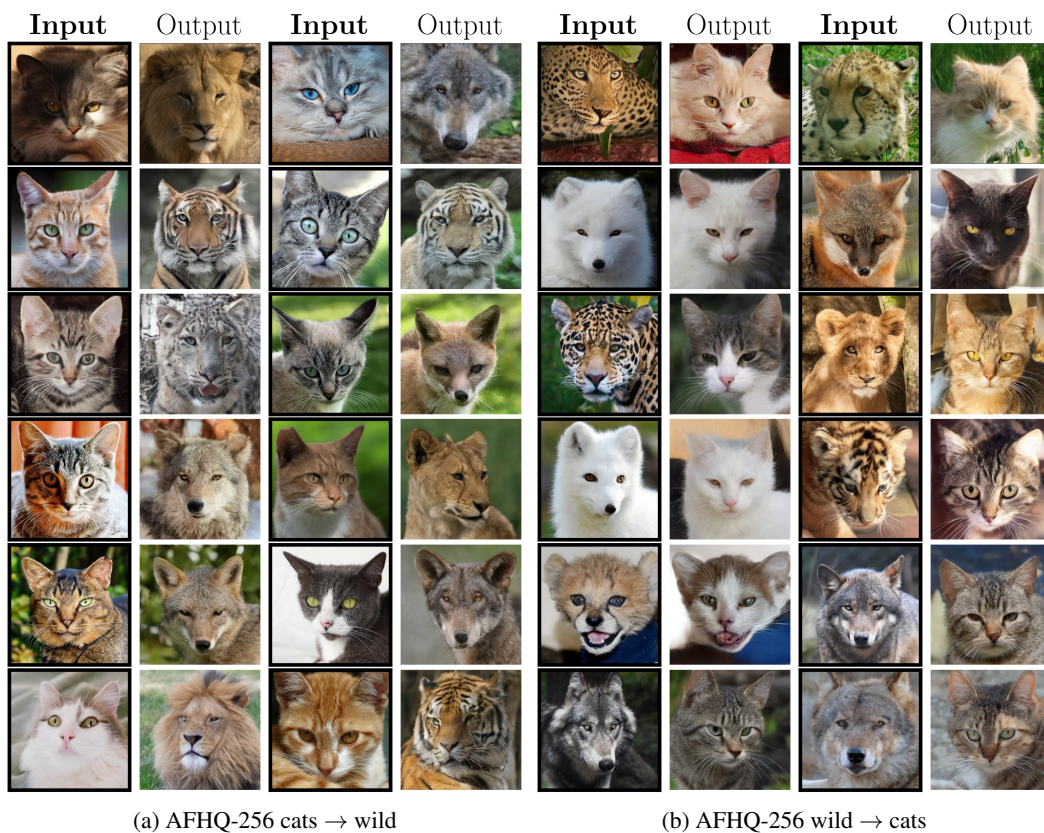 Input Output Input Output Input Output Input Output
(a) AFHQ-256 cats → wild
(b) AFHQ-256 wild → cats